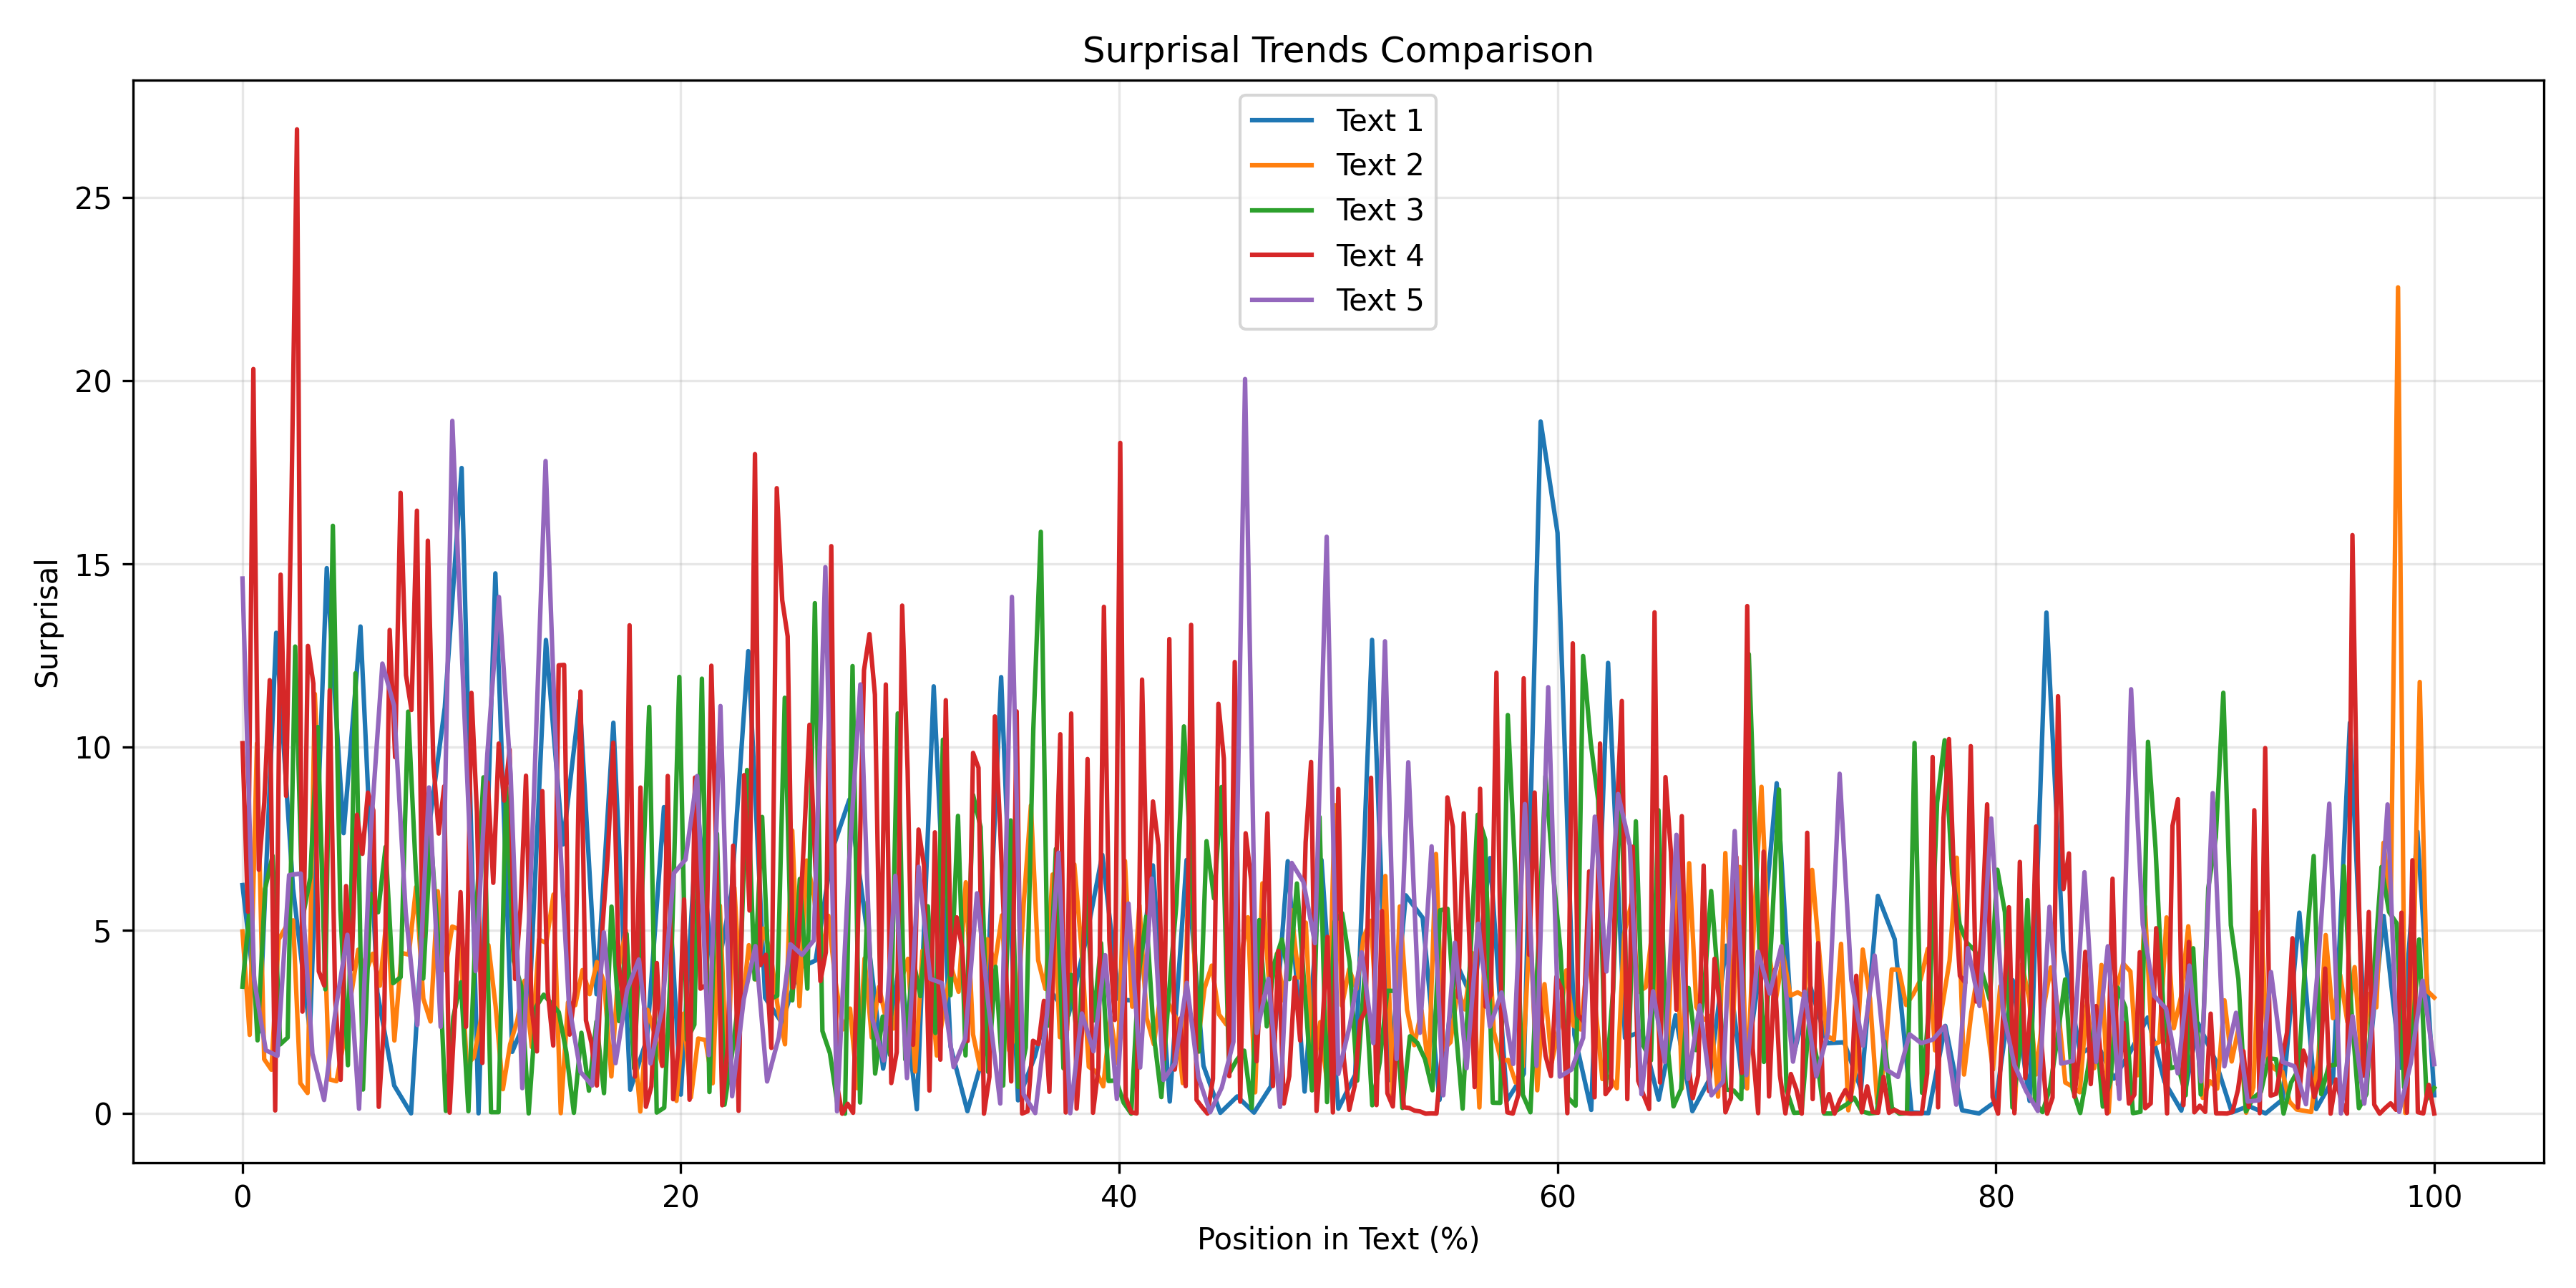 Surprisal Trends Comparison
Text 1
Text 2
Text 3
Text 4
Text 5
25
20
15
10
5
0
Surprisal
0 20 40 60 80 100
Position in Text (%)